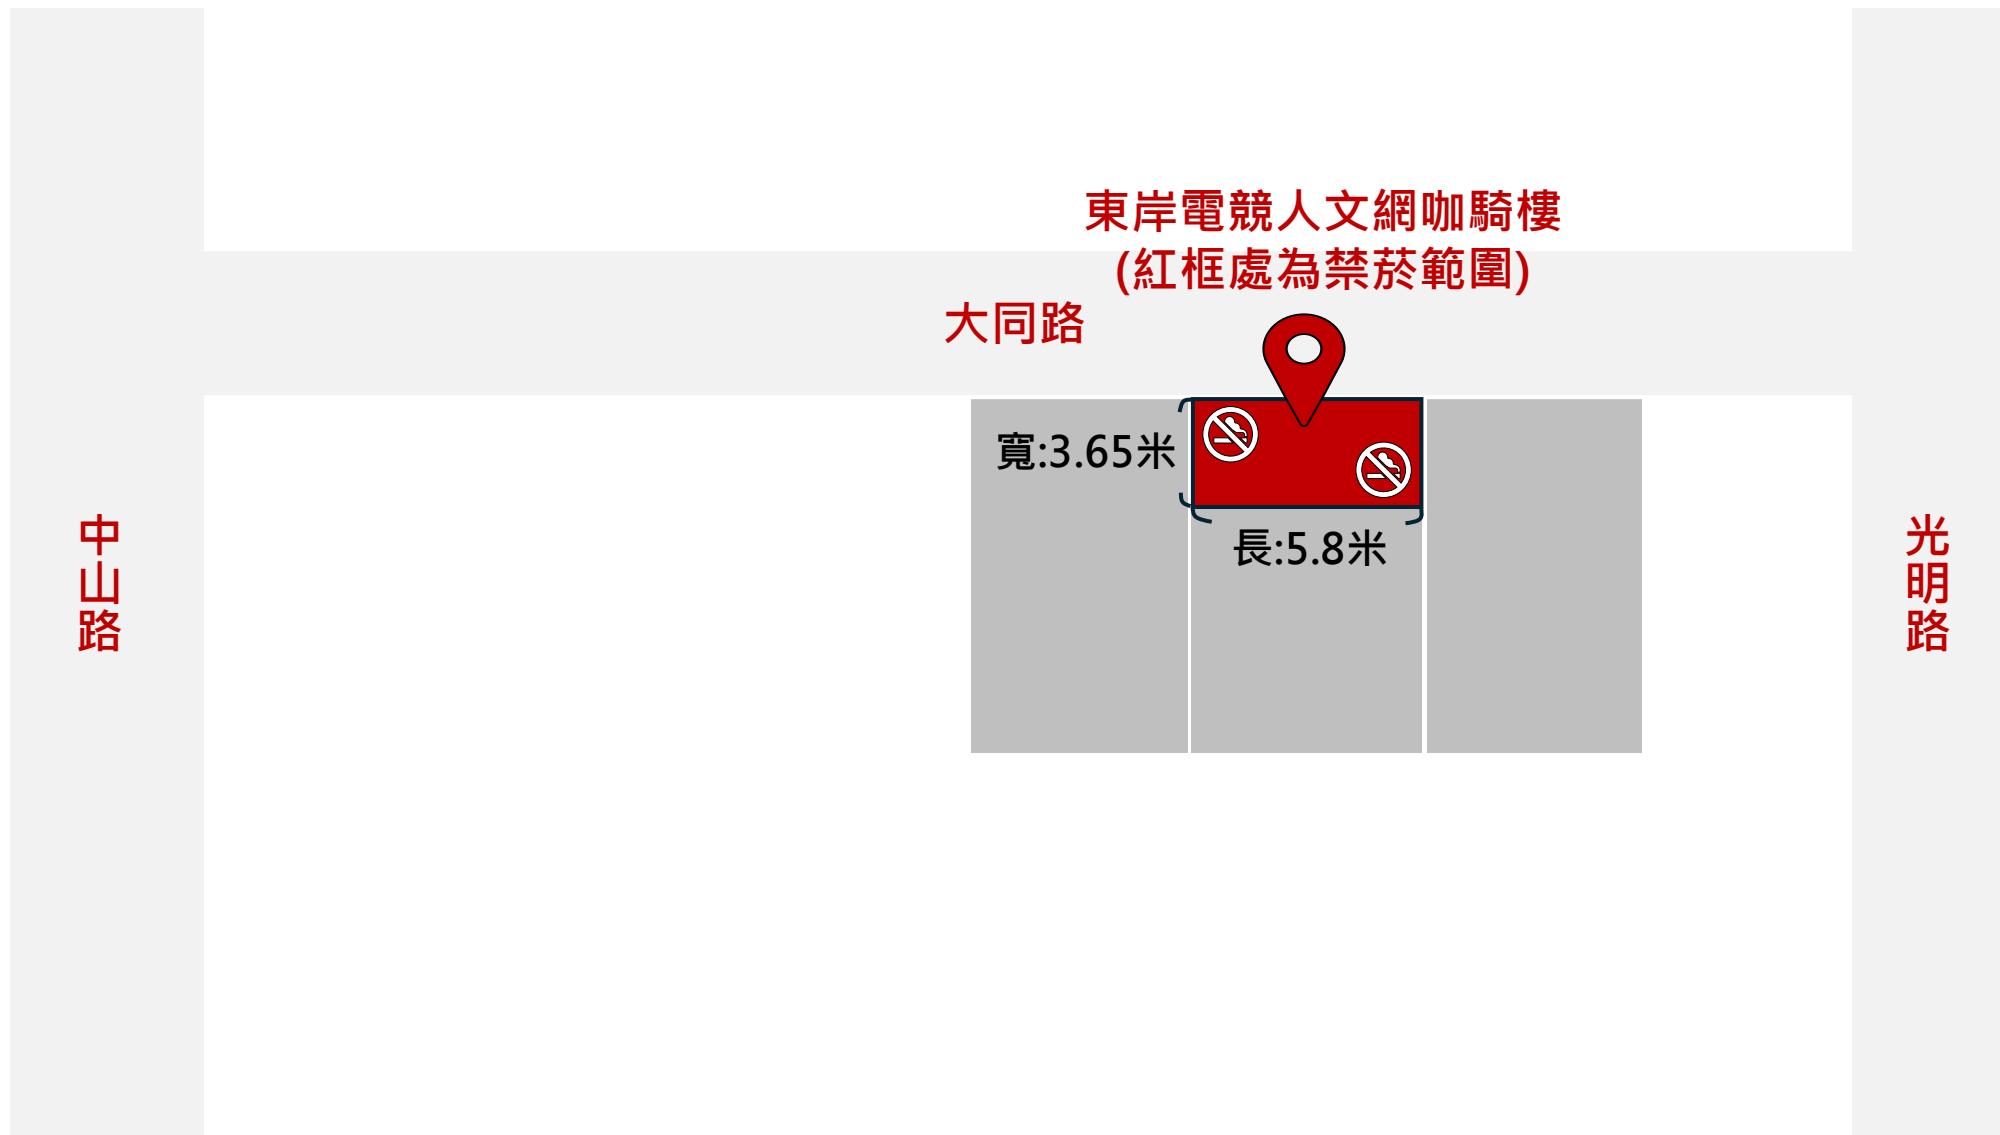 東岸電競人文網咖騎樓
(紅框處為禁菸範圍)
大同路
寬:3.65米
長:5.8米
中山路
光明路